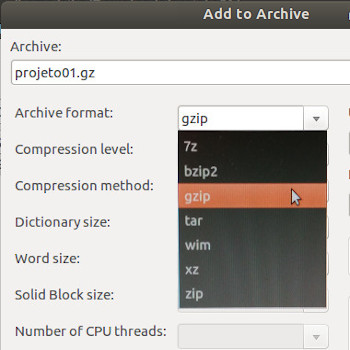 Add to Archive
Archive:
projeto01.gz
Archive format:
gzip
Compression level:
7z
bzip2
Compression method:
gzip
Dictionary size:
tar
Word size:
wim
xz
Solid Block size:
zip
Number of CPU threads: